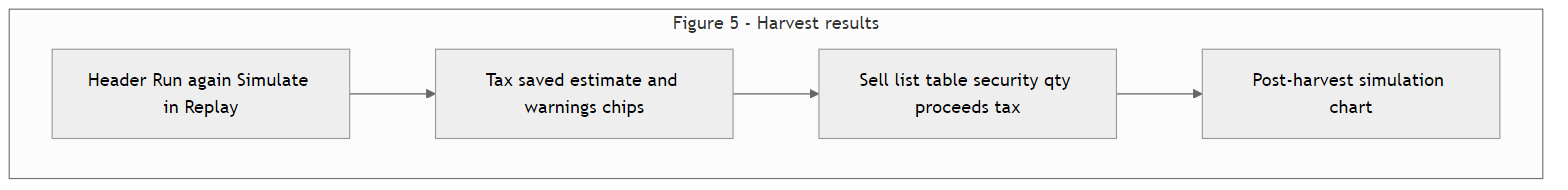 Figure 5 - Harvest results
Header Run again Simulate
in Replay
Tax saved estimate and
warnings chips
Sell list table security qty
proceeds tax
Post-harvest simulation
chart